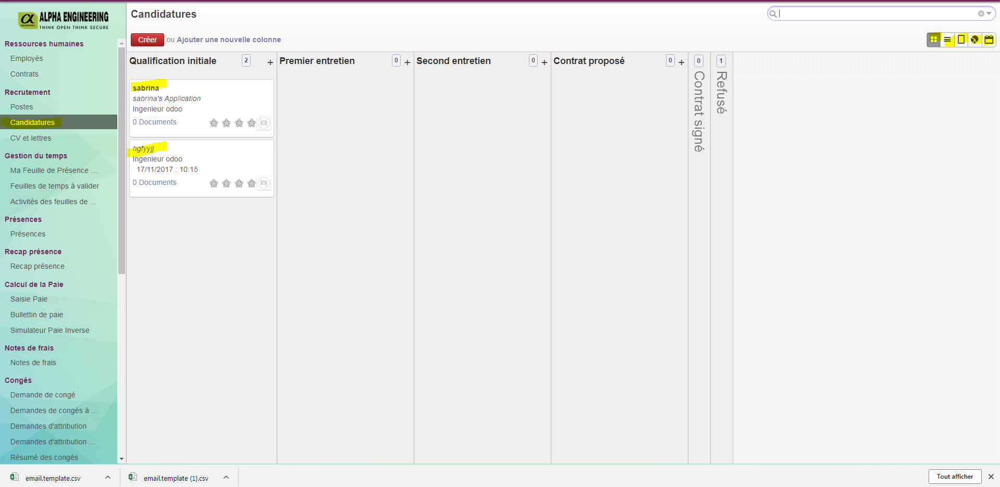 α ALPHA ENGINEERING
ENGINEERING
THINK OPEN THINK SECURE
Ressources humaines
Employés
Contrats
Recrutement
Postes
Candidatures
CV et lettres
Gestion du temps
Ma Feuille de Présence ...
Feuilles de temps à valider
Activités des feuilles de ...
Présences
Présences
Recap présence
Recap présence
Calcul de la Paie
Saisie Paie
Bullettin de paie
Simulateur Paie Inverse
Notes de frais
Notes de frais
Congés
Demande de congé
Demandes de congés à ...
Demandes d'attribution
Demandes d'attribution ...
Résumé des congés
Candidatures
Créer ou Ajouter une nouvelle colonne
Qualification initiale 2 +
sabrina
sabrina's Application
Ingenieur odoo
0 Documents
hgfyyjj
Ingenieur odoo
17/11/2017 : 10:15
0 Documents
Premier entretien 0 +
Second entretien 0 +
Contrat proposé 0 +
0
Contrat signé
1
Refusé
email.template.csv
email.template (1).csv
Tout afficher